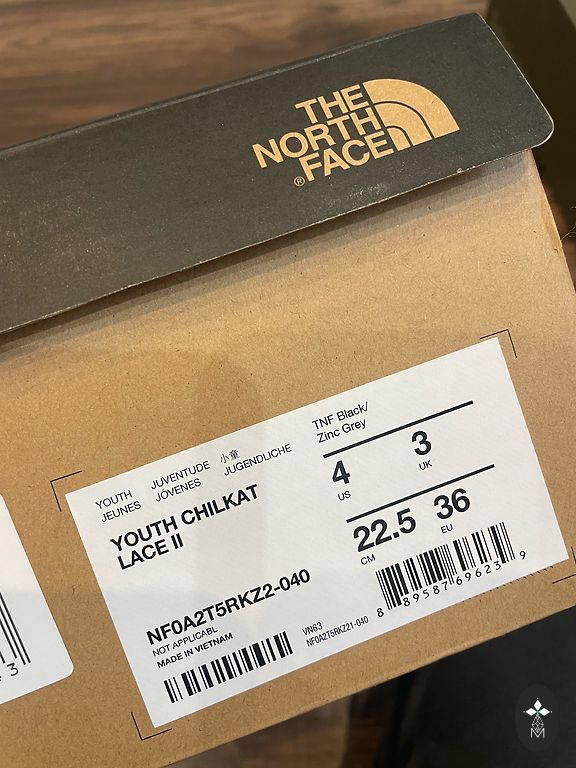 THE
NORTH
FACE
®
YOUTH JUVENTUDE 小童
JEUNES JÓVENES JUGENDLICHE
YOUTH CHILKAT
LACE II
TNF Black/
Zinc Grey
4 3
US UK
22.5 36
CM EU
NF0A2T5RKZ2-040
NOT APPLICABL
MADE IN VIETNAM
VN63
NF0A2T5RKZ21-040
8 89587 69623 9
3
M